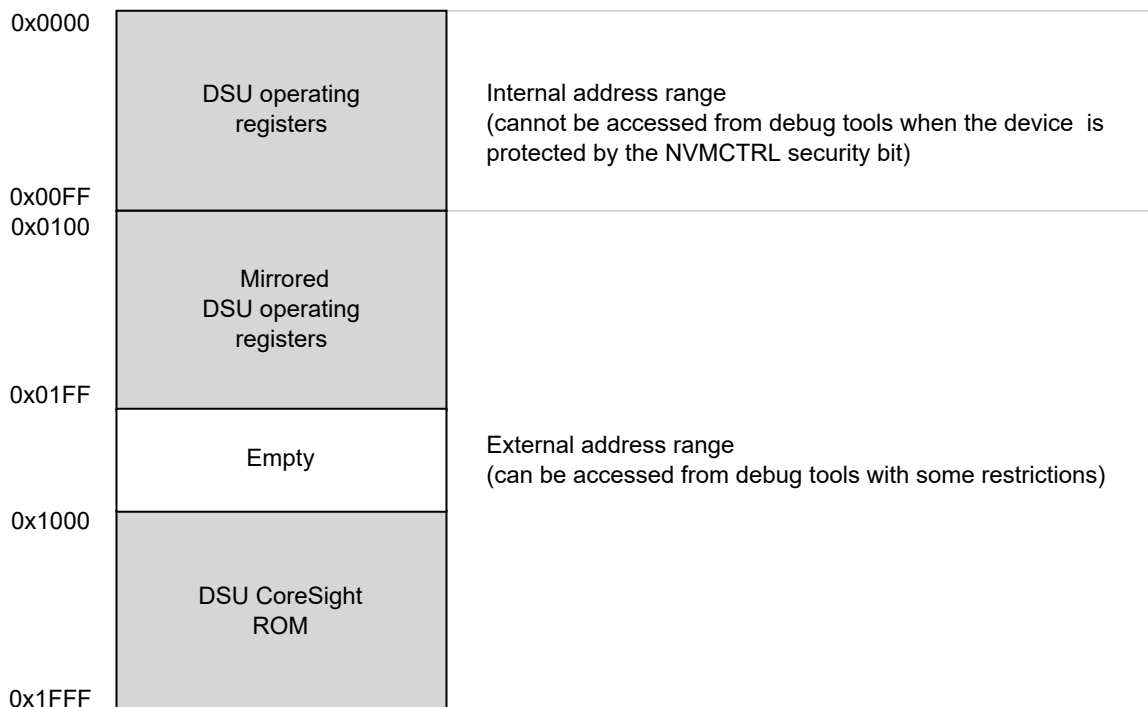 0x0000
DSU operating
registers
Internal address range
(cannot be accessed from debug tools when the device is
protected by the NVMCTRL security bit)
0x00FF
0x0100
Mirrored
DSU operating
registers
0x01FF
Empty
External address range
(can be accessed from debug tools with some restrictions)
0x1000
DSU CoreSight
ROM
0x1FFF